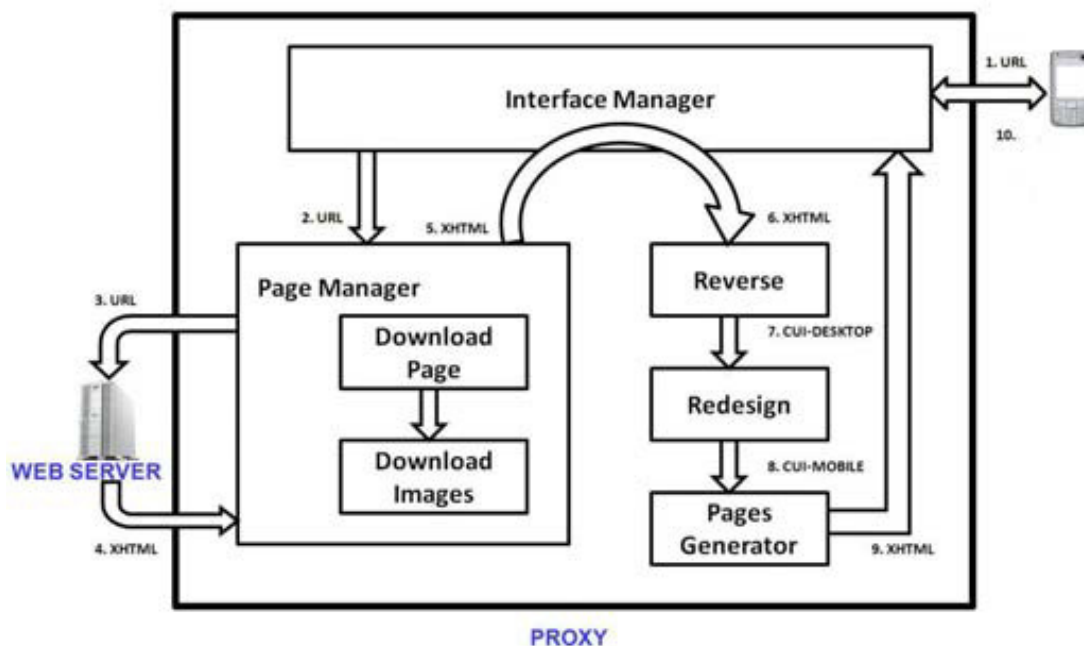 Interface Manager
1. URL
10.
2. URL
5. XHTML
6. XHTML
Page Manager
Reverse
3. URL
Download
Page
7. CUI-DESKTOP
Redesign
WEB SERVER
Download
Images
8. CUI-MOBILE
Pages
Generator
4. XHTML
9. XHTML
PROXY